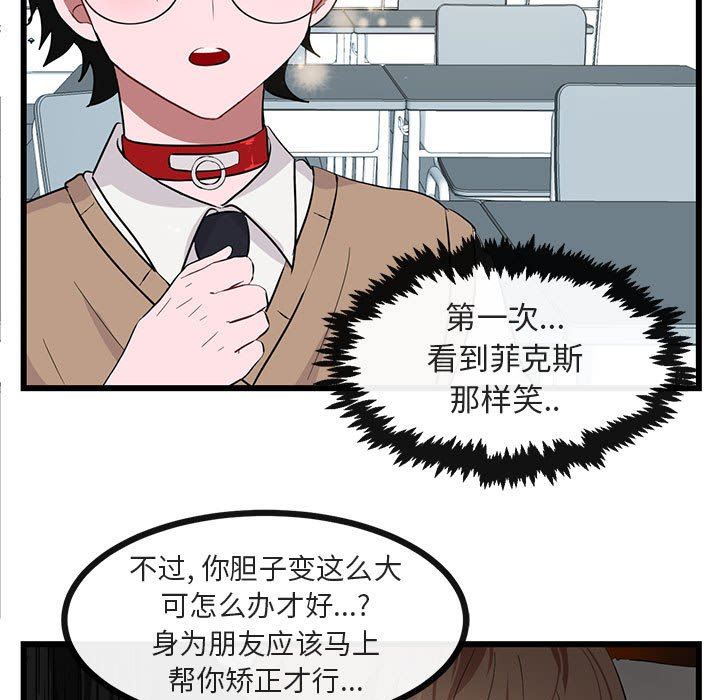 第一次...
看到菲克斯
那样笑..
不过, 你胆子变这么大
可怎么办才好...?
身为朋友应该马上
帮你矫正才行...